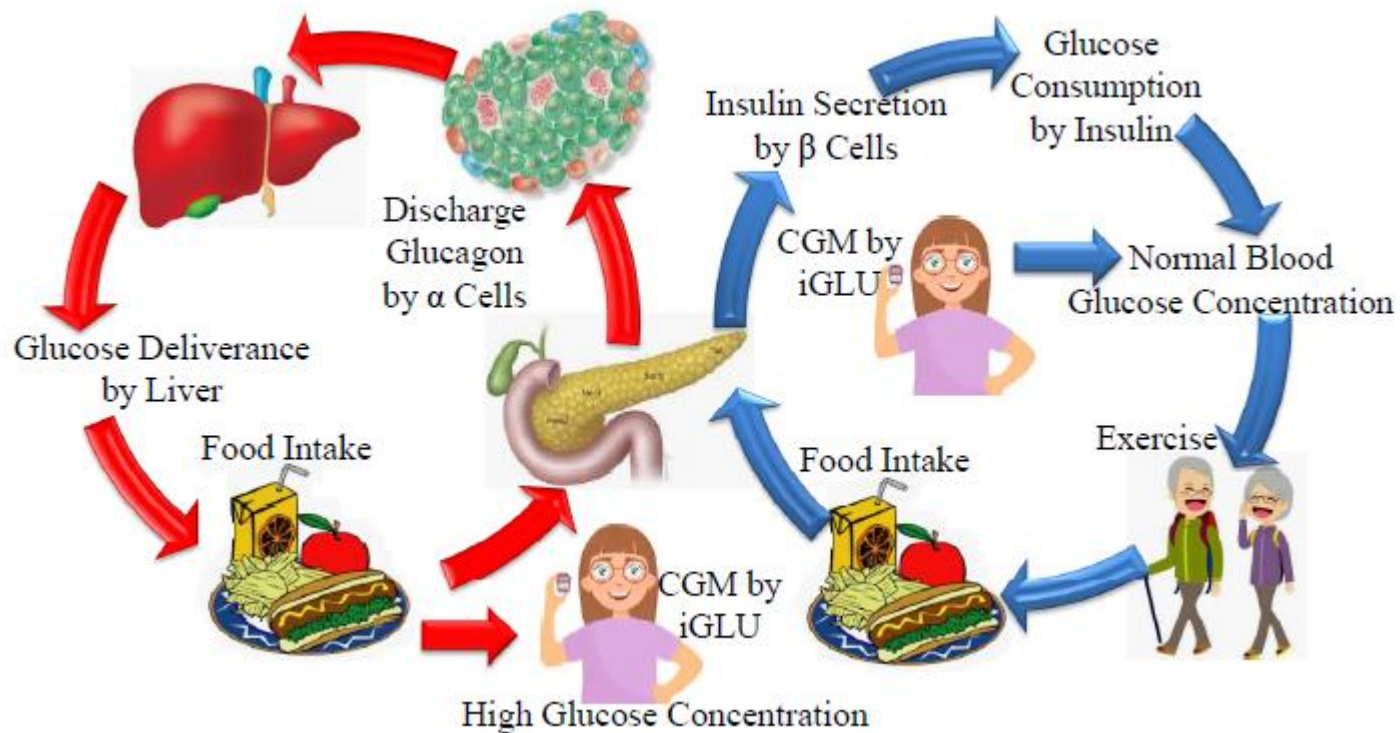 Glucose
Consumption
by Insulin
Insulin Secretion
by β Cells
Discharge
Glucagon
by α Cells
CGM by
iGLU
Normal Blood
Glucose Concentration
Glucose Deliverance
by Liver
Food Intake
Exercise
Food Intake
CGM by
iGLU
High Glucose Concentration